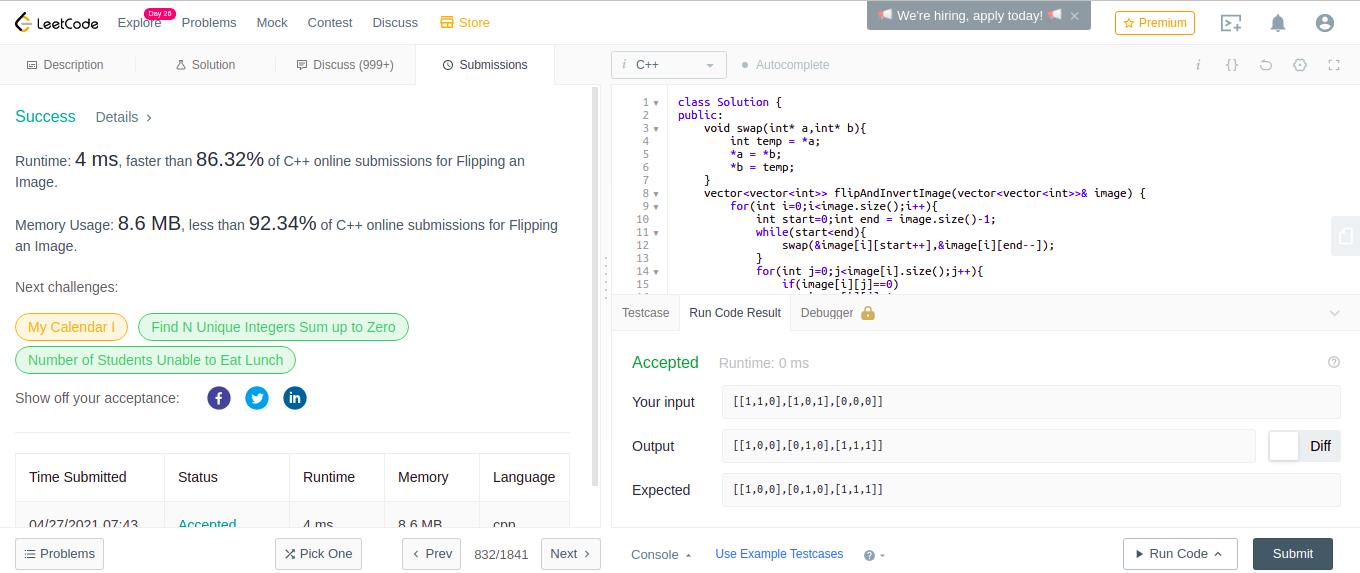 LeetCode
Explore
Day 26
Problems
Mock
Contest
Discuss
Store
We're hiring, apply today!
Premium
Description
Solution
Discuss (999+)
Submissions
i C++
Autocomplete
i {}
Success Details >
Runtime: 4 ms, faster than 86.32% of C++ online submissions for Flipping an
Image.
Memory Usage: 8.6 MB, less than 92.34% of C++ online submissions for Flipping
an Image.
Next challenges:
My Calendar I
Find N Unique Integers Sum up to Zero
Number of Students Unable to Eat Lunch
Show off your acceptance:
Time Submitted Status Runtime Memory Language
04/27/2021 07:43 Accepted 4 ms 8.6 MB cpp
Problems
Pick One
< Prev
832/1841
Next >
1 class Solution {
2 public:
3 void swap(int* a,int* b){
4 int temp = *a;
5 *a = *b;
6 *b = temp;
7 }
8 vector<vector<int>> flipAndInvertImage(vector<vector<int>>& image) {
9 for(int i=0;i<image.size();i++){
10 int start=0;int end = image.size()-1;
11 while(start<end){
12 swap(&image[i][start++],&image[i][end--]);
13 }
14 for(int j=0;j<image[i].size();j++){
15 if(image[i][j]==0)
Testcase
Run Code Result
Debugger
Accepted Runtime: 0 ms
Your input [[1,1,0],[1,0,1],[0,0,0]]
Output [[1,0,0],[0,1,0],[1,1,1]]
Diff
Expected [[1,0,0],[0,1,0],[1,1,1]]
Console
Use Example Testcases
?
Run Code
Submit